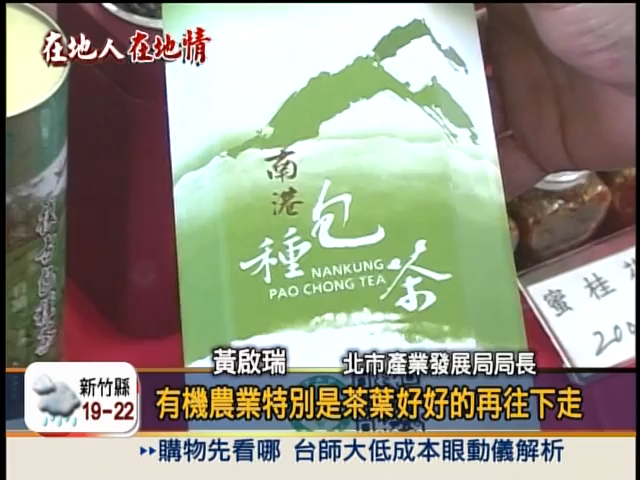 在地人在地情
南港
包種茶
NANKUNG
PAO CHONG TEA
蜜桂
200
黃啟瑞 北市產業發展局局長
新竹縣
19-22
有機農業特別是茶葉好好的再往下走
購物先看哪 台師大低成本眼動儀解析